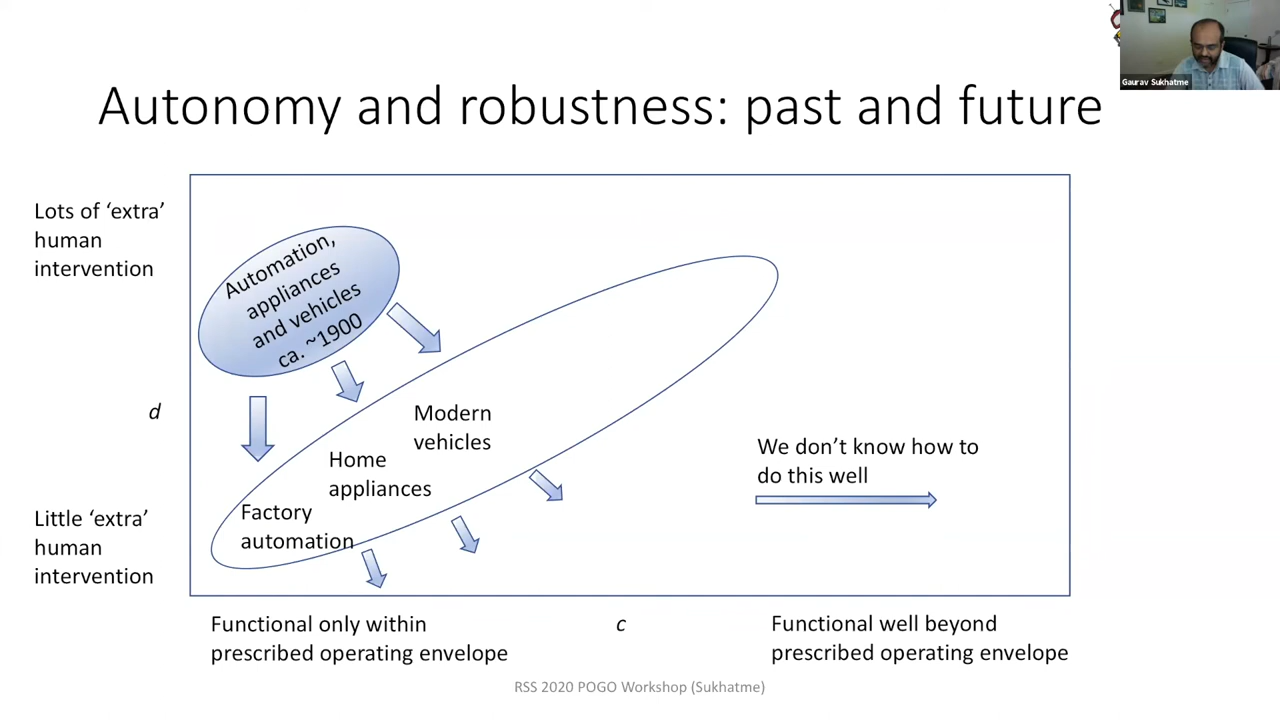 Gaurav Sukhatme
Autonomy and robustness: past and future
Lots of ‘extra’
human
intervention
Automation,
appliances
and vehicles
ca. ~1900
d
Modern
vehicles
Home
appliances
Factory
automation
We don’t know how to
do this well
Little ‘extra’
human
intervention
Functional only within
prescribed operating envelope
c
Functional well beyond
prescribed operating envelope
RSS 2020 POGO Workshop (Sukhatme)